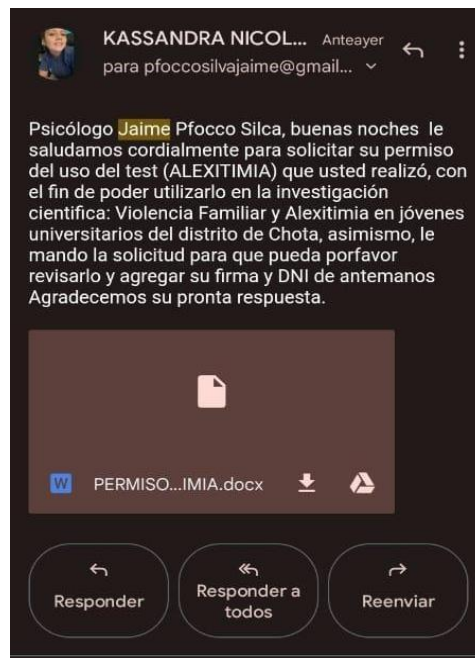 KASSANDRA NICOL... Anteayer
para pfoccosilvajaime@gmail...
Psicólogo Jaime Pfocco Silca, buenas noches le
saludamos cordialmente para solicitar su permiso
del uso del test (ALEXITIMIA) que usted realizó, con
el fin de poder utilizarlo en la investigación
cientifica: Violencia Familiar y Alexitimia en jóvenes
universitarios del distrito de Chota, asimismo, le
mando la solicitud para que pueda porfavor
revisarlo y agregar su firma y DNI de antemanos
Agradecemos su pronta respuesta.
W PERMISO...IMIA.docx
Responder
Responder a
todos
Reenviar